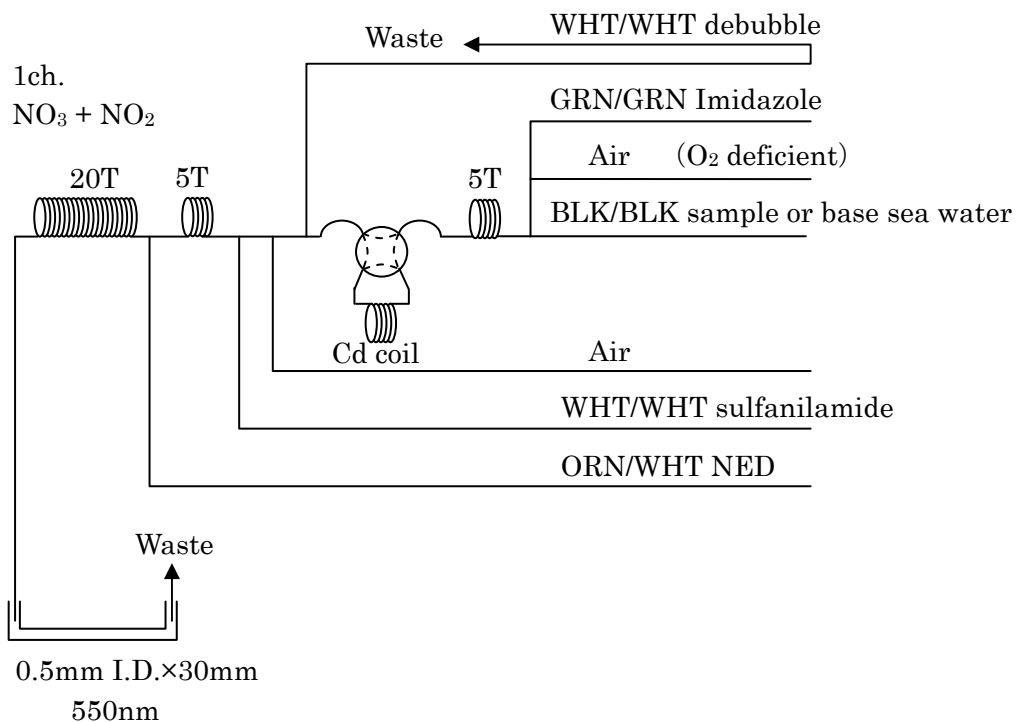 WHT/WHT debubble
Waste
1ch.
NO₃ + NO₂
GRN/GRN Imidazole
Air （O₂ deficient）
20T
5T
5T
BLK/BLK sample or base sea water
Cd coil
Air
WHT/WHT sulfanilamide
ORN/WHT NED
Waste
0.5mm I.D.×30mm
550nm